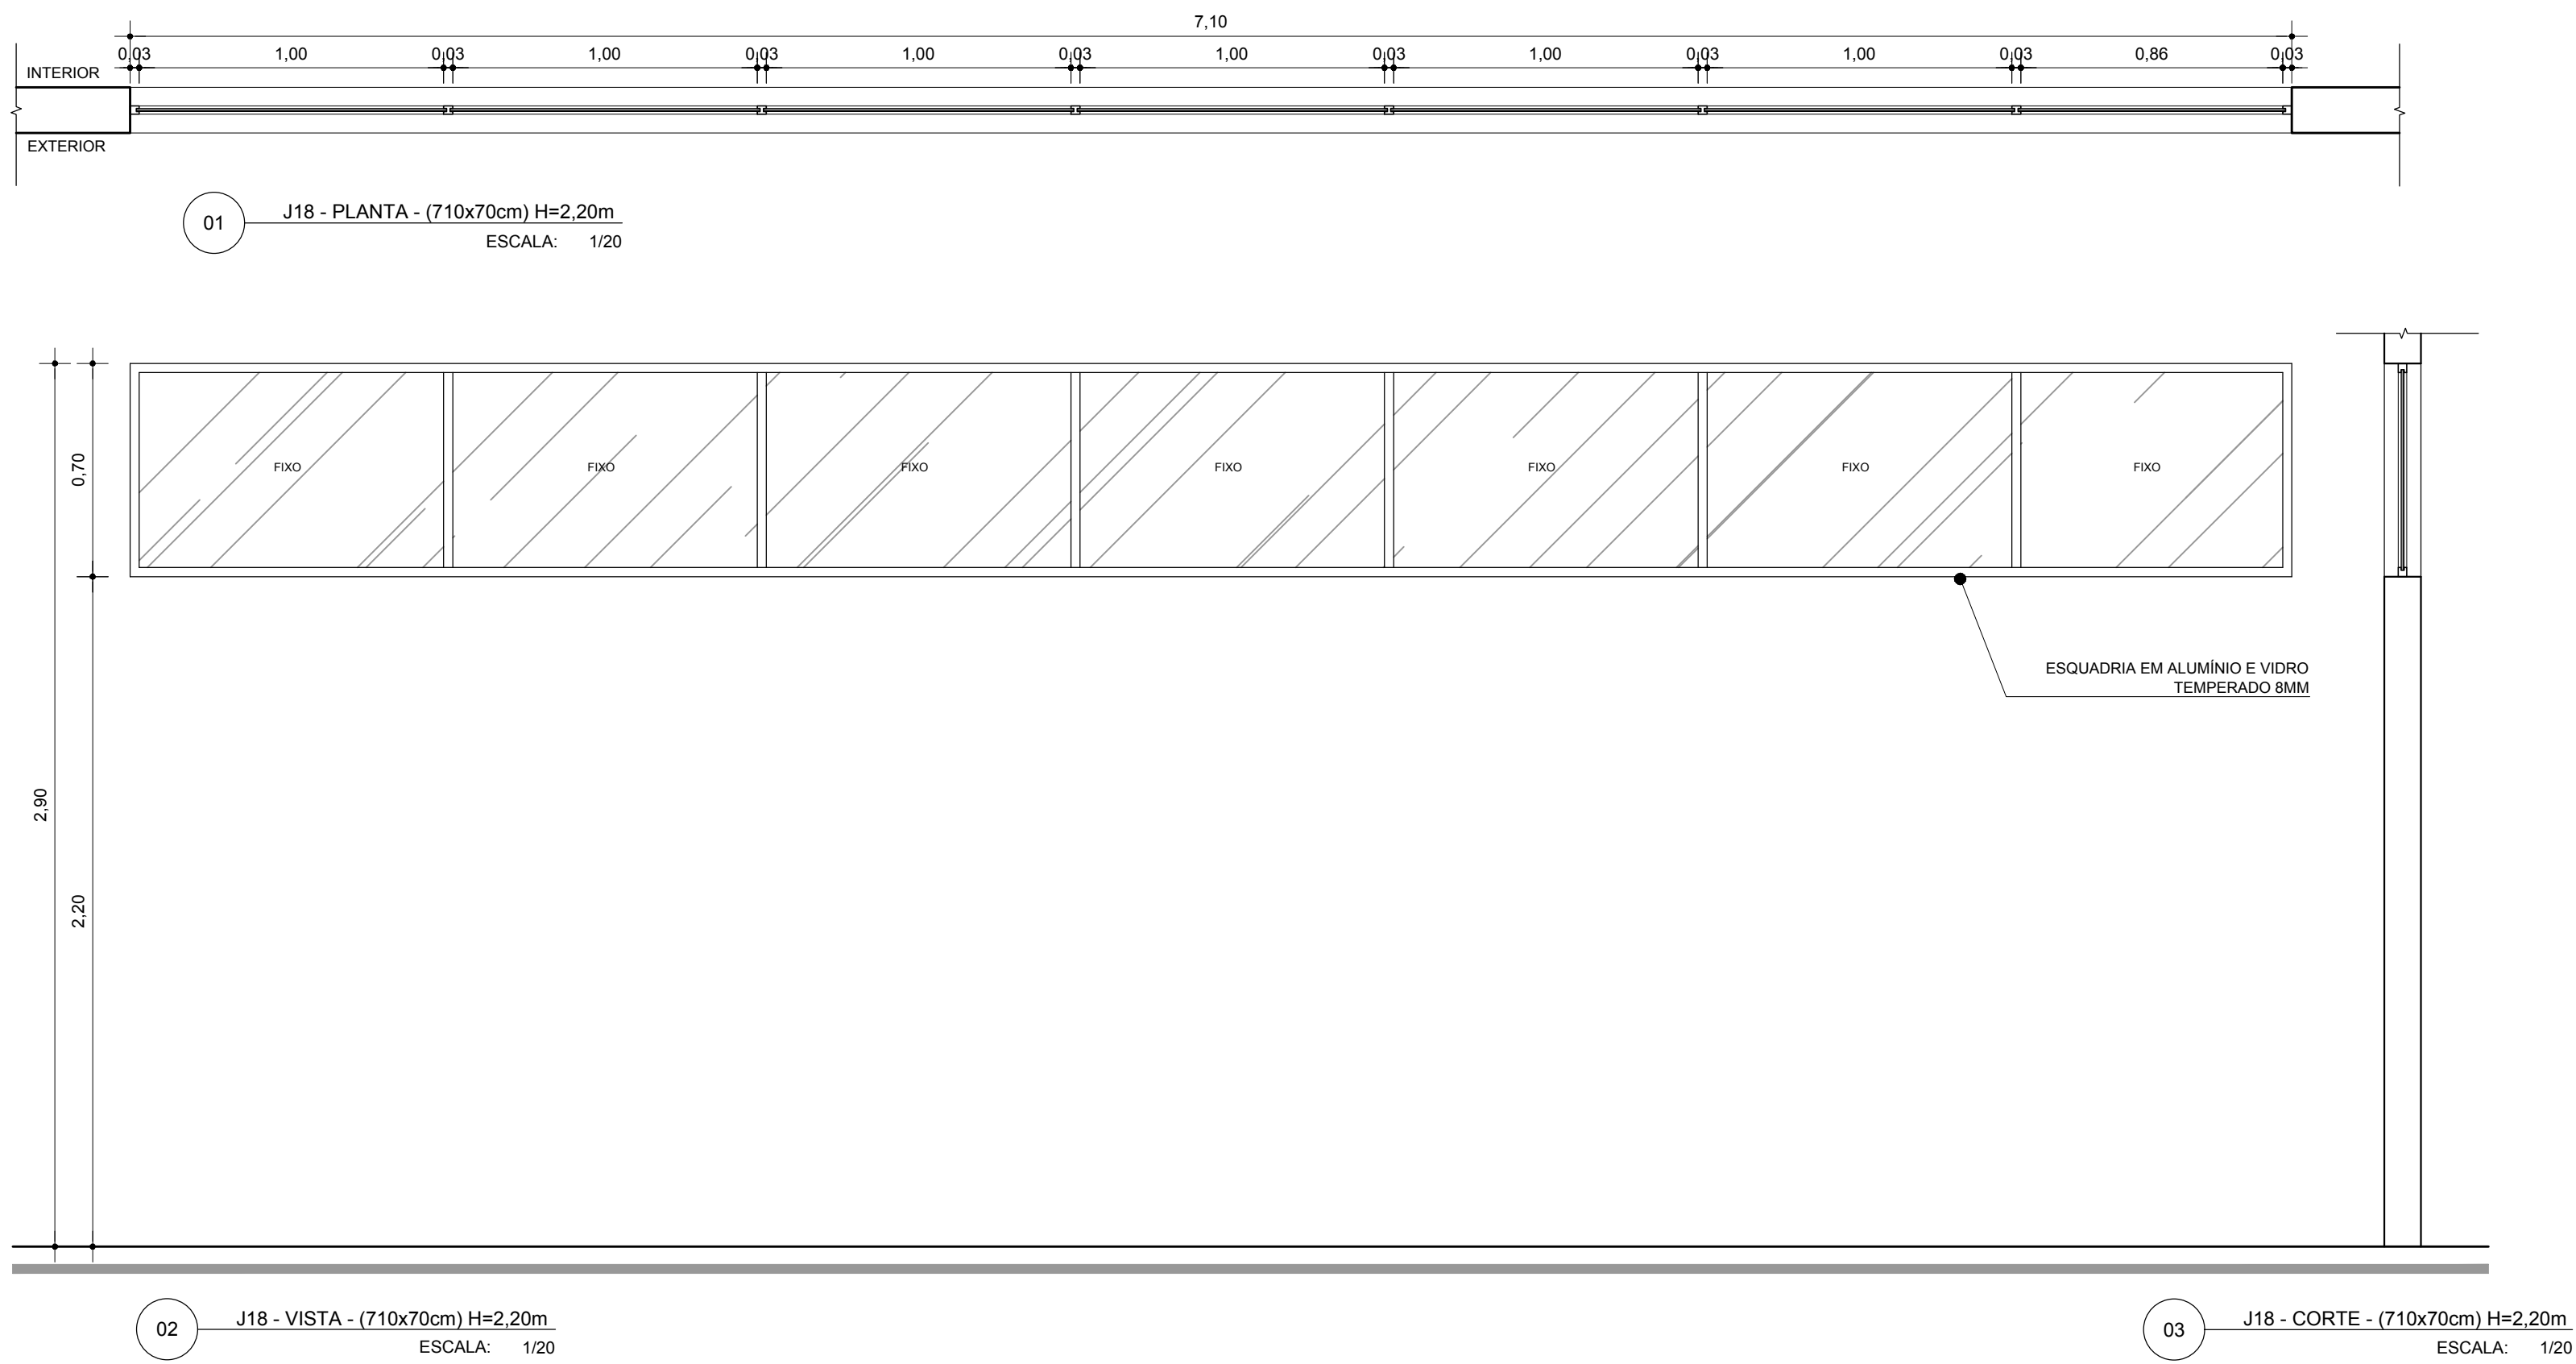 7,10
0,03 1,00 0,03 1,00 0,03 1,00 0,03 1,00 0,03 1,00 0,03 1,00 0,03 0,86 0,03
INTERIOR
EXTERIOR
01
J18 - PLANTA - (710x70cm) H=2,20m
ESCALA: 1/20
0,70
FIXO FIXO FIXO FIXO FIXO FIXO FIXO
ESQUADRIA EM ALUMÍNIO E VIDRO
TEMPERADO 8MM
2,90
2,20
02
J18 - VISTA - (710x70cm) H=2,20m
ESCALA: 1/20
03
J18 - CORTE - (710x70cm) H=2,20m
ESCALA: 1/20